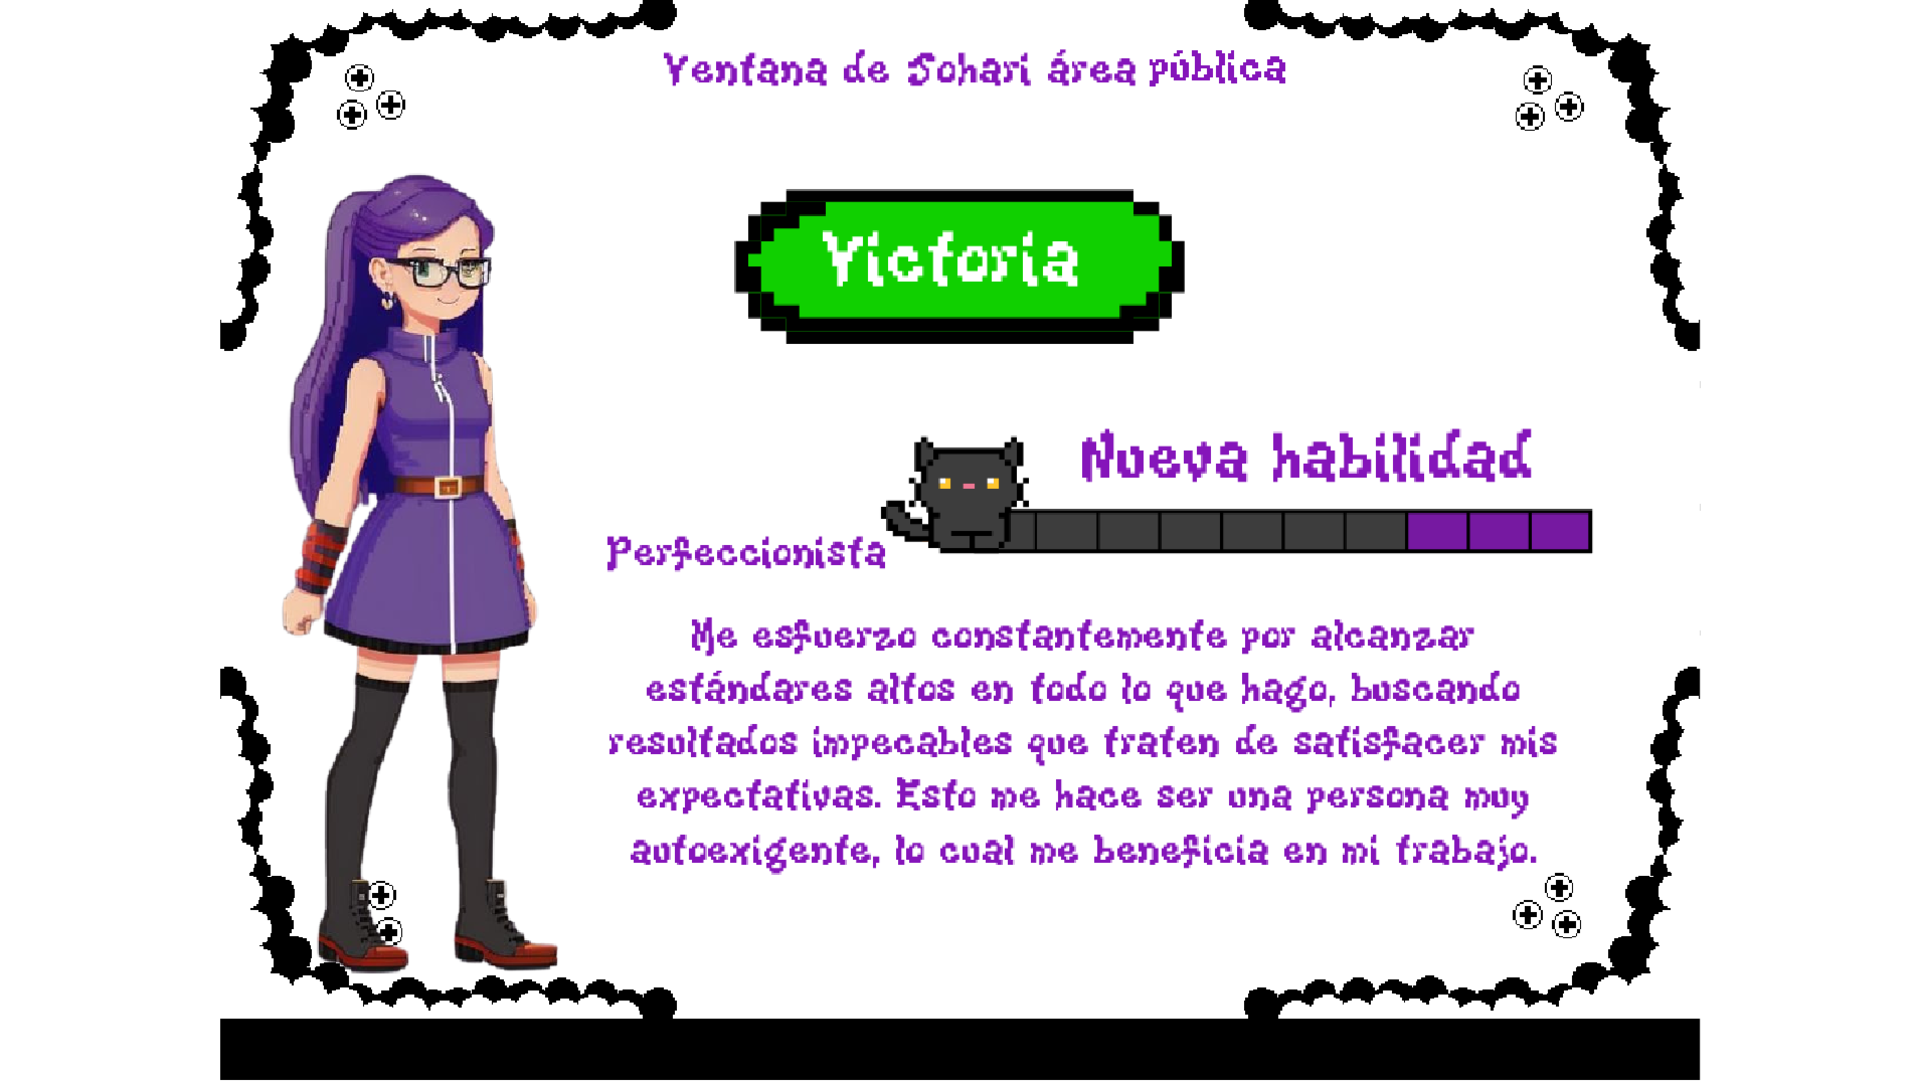 Ventana de Johari área pública
Victoria
Nueva habilidad
Perfeccionista
Me esfuerzo constantemente por alcanzar
estándares altos en todo lo que hago, buscando
resultados impecables que traten de satisfacer mis
expectativas. Esto me hace ser una persona muy
autoexigente, lo cual me beneficia en mi trabajo.